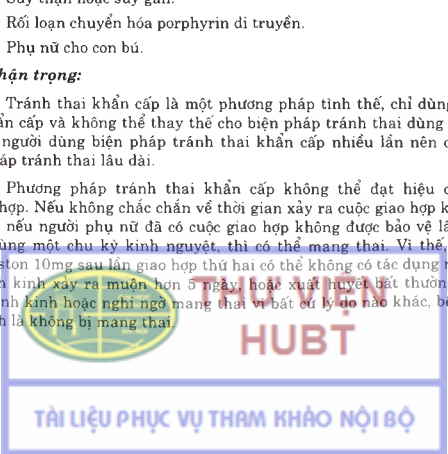 Suy thận hoặc suy gan.
Rối loạn chuyển hóa porphyrin di truyền.
Phụ nữ cho con bú.
hận trọng:
Tránh thai khẩn cấp là một phương pháp tình thế, chỉ dùng
ẩn cấp và không thể thay thế cho biện pháp tránh thai dùng
người dùng biện pháp tránh thai khẩn cấp nhiều lần nên
áp tránh thai lâu dài.
Phương pháp tránh thai khẩn cấp không thể đạt hiệu
hợp. Nếu không chắc chắn về thời gian xảy ra cuộc giao hợp k
nếu người phụ nữ đã có cuộc giao hợp không được bảo vệ
ùng một chu kỳ kinh nguyệt, thì có thể mang thai. Vì thế,
ston 10mg sau lần giao hợp thứ hai có thể không có tác dụng
kinh xảy ra muộn hơn 5 ngày, hoặc xuất huyết bất thườn
nh kinh hoặc nghi ngờ mang thai vì bất cứ lý do nào khác,
h là không bị mang thai.
THƯ VIỆN
HUBT
TÀI LIỆU PHỤC VỤ THAM KHẢO NỘI BỘ